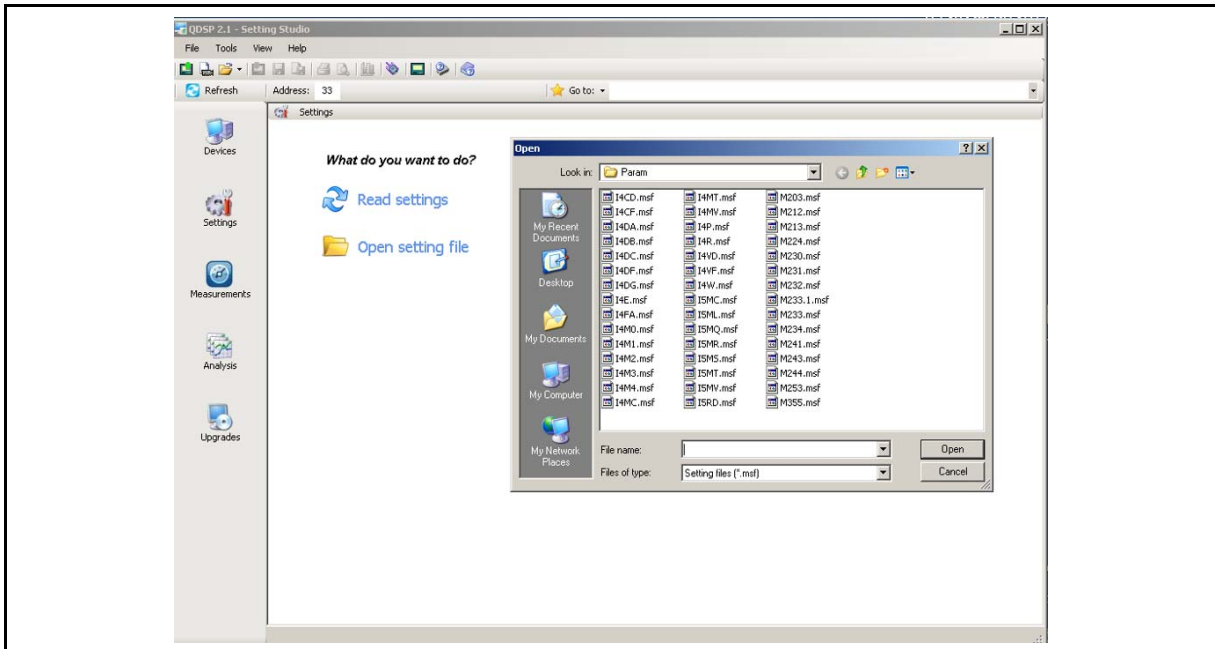 QDSP 2.1 - Setting Studio
File Tools View Help
Refresh Address: 33 Go to:
Settings
Devices
Settings
Measurements
Analysis
Upgrades
What do you want to do?
Read settings
Open setting file
Open
Look in: Param
My Recent Documents
Desktop
My Documents
My Computer
My Network Places
I4CD.msf
I4CF.msf
I4DA.msf
I4DB.msf
I4DC.msf
I4DF.msf
I4DG.msf
I4E.msf
I4FA.msf
I4M0.msf
I4M1.msf
I4M2.msf
I4M3.msf
I4M4.msf
I4MC.msf
I4MT.msf
I4MV.msf
I4P.msf
I4R.msf
I4VD.msf
I4VF.msf
I4W.msf
I5MC.msf
I5ML.msf
I5MQ.msf
I5MR.msf
I5MS.msf
I5MT.msf
I5MV.msf
I5RD.msf
M203.msf
M212.msf
M213.msf
M224.msf
M230.msf
M231.msf
M232.msf
M233.1.msf
M233.msf
M234.msf
M241.msf
M243.msf
M244.msf
M253.msf
M355.msf
File name:
Open
Files of type: Setting files (*.msf)
Cancel